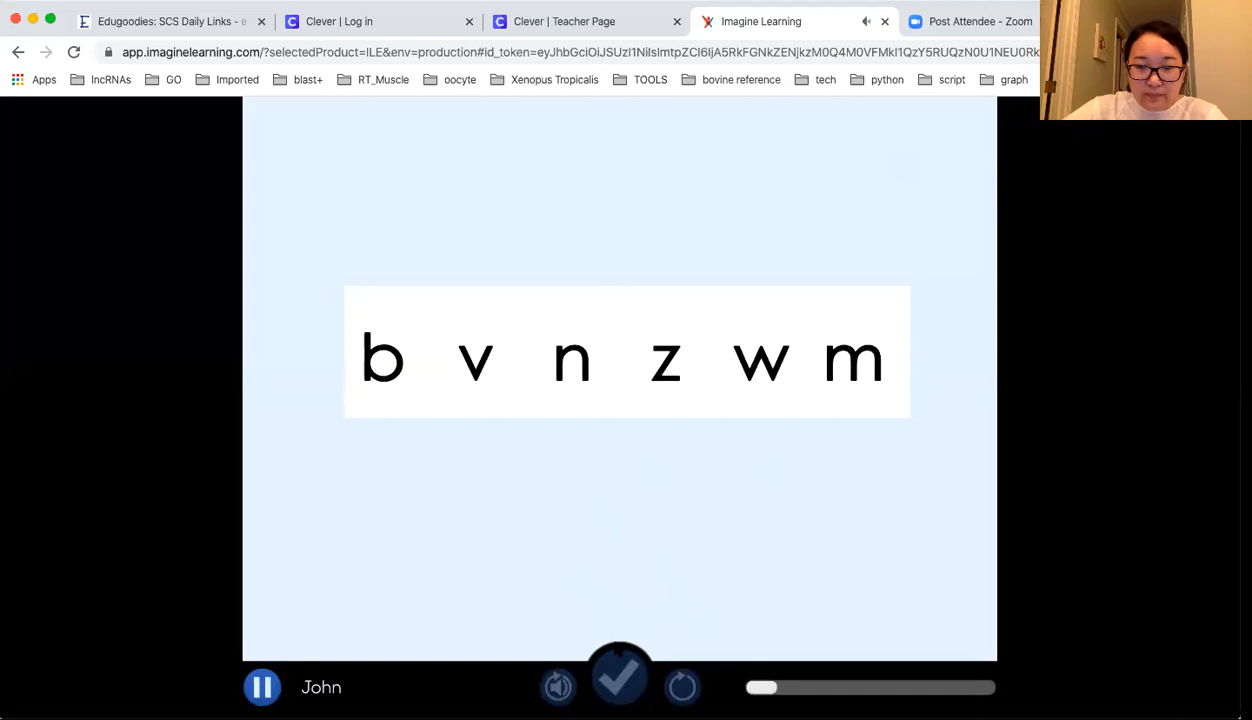 Edugoodies: SCS Daily Links - e
Clever | Log in
Clever | Teacher Page
Imagine Learning
Post Attendee - Zoom
app.imaginelearning.com/?selectedProduct=ILE&env=production#id_token=
Apps
lncRNAs
GO
Imported
blast+
RT_Muscle
oocyte
Xenopus Tropicalis
TOOLS
bovine reference
tech
python
script
graph
b v n z w m
John